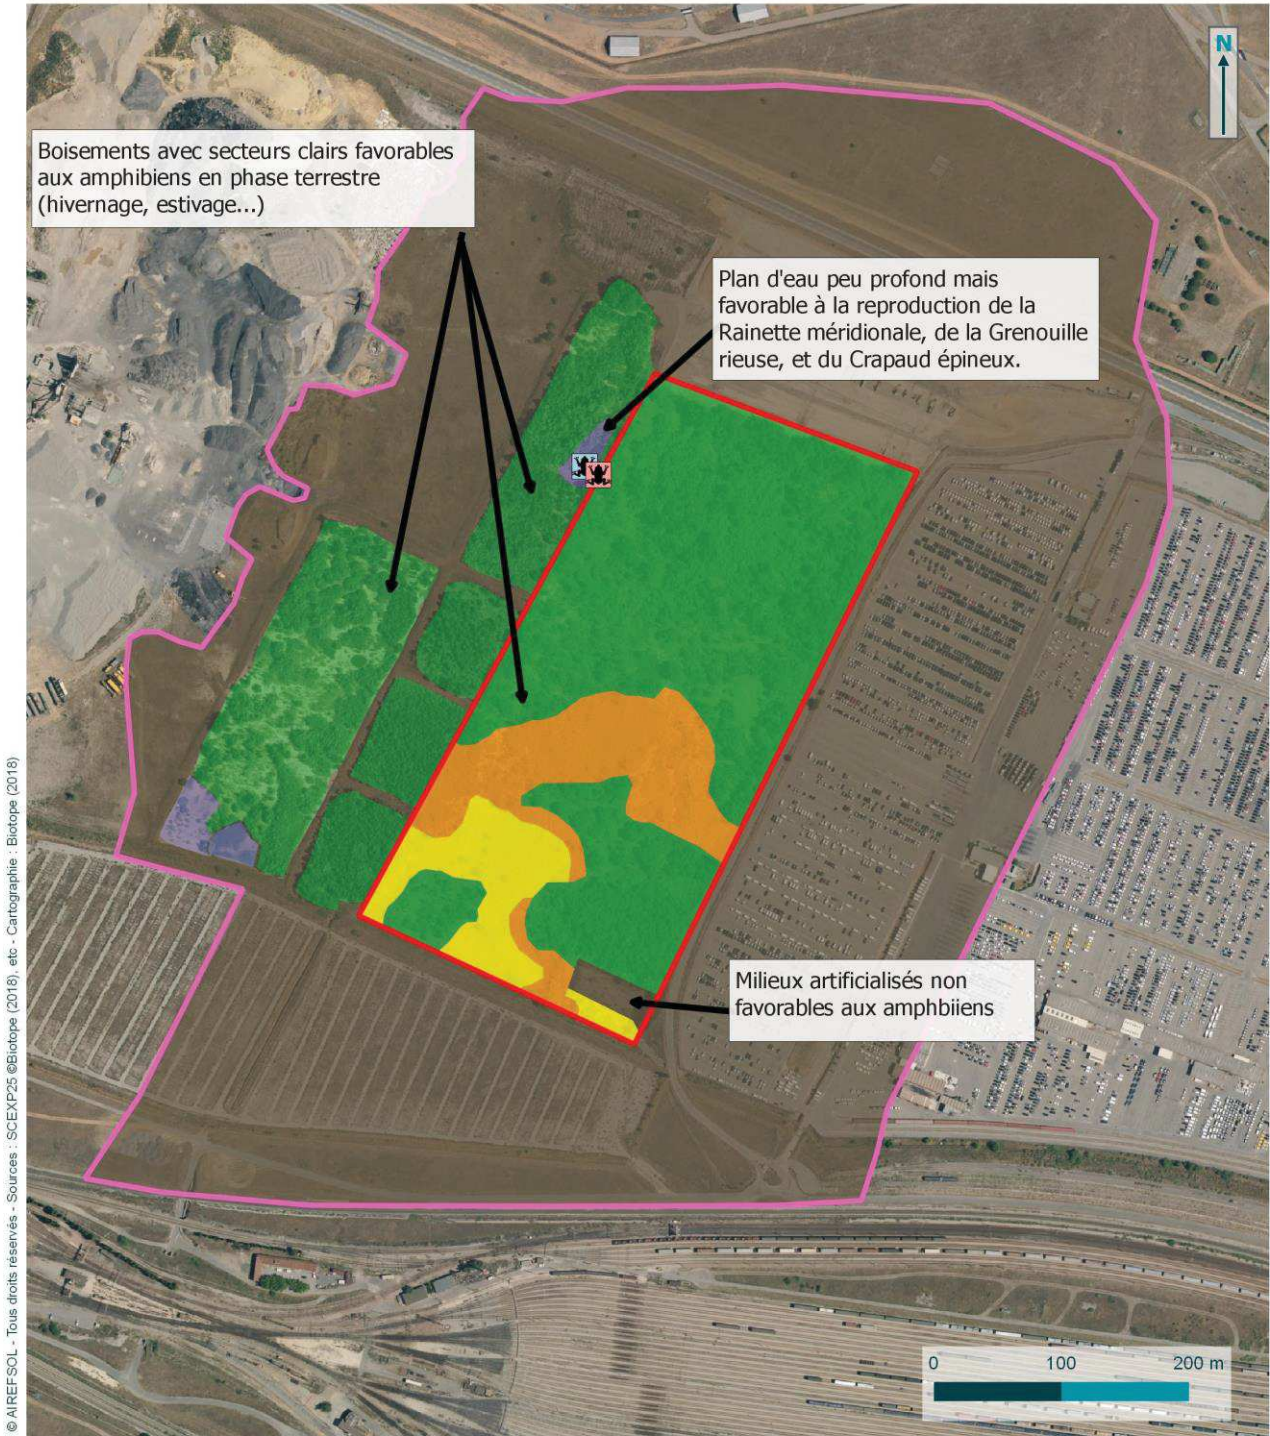 N
Boisements avec secteurs clairs favorables
aux amphibiens en phase terrestre
(hivernage, estivage...)
Plan d'eau peu profond mais
favorable à la reproduction de la
Rainette méridionale, de la Grenouille
rieuse, et du Crapaud épineux.
Milieux artificialisés non
favorables aux amphbiiens
0 100 200 m
© AIREFSOL - Tous droits réservés - Sources : SCEXP25 ©Biotope (2018), etc - Cartographie : Biotope (2018)